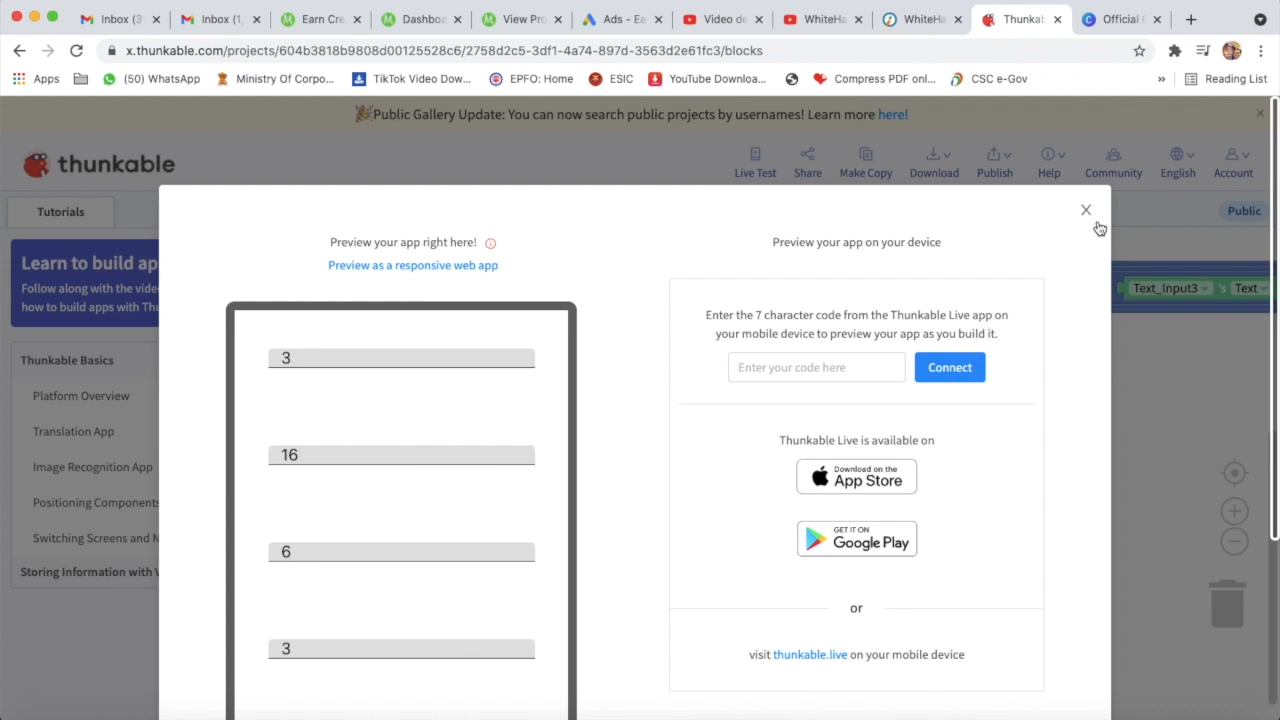 Inbox (3
Inbox (1,
Earn Cre
Dashboa
View Pro
Ads - Ea
Video de
WhiteHa
WhiteHa
Thunkab
Official C
x.thunkable.com/projects/604b3818b9808d00125528c6/2758d2c5-3df1-4a74-897d-3563d2e61fc3/blocks
Apps
(50) WhatsApp
Ministry Of Corpo...
TikTok Video Dow...
EPFO: Home
ESIC
YouTube Downloa...
Compress PDF onl...
CSC e-Gov
»
Reading List
Public Gallery Update: You can now search public projects by usernames! Learn more here!
thunkable
Live Test
Share
Make Copy
Download
Publish
Help
Community
English
Account
Tutorials
Public
Learn to build ap
Follow along with the vide
how to build apps with Thu
Text_Input3 's Text
Thunkable Basics
Platform Overview
Translation App
Image Recognition App
Positioning Components
Switching Screens and N
Storing Information with V
Preview your app right here!
Preview as a responsive web app
3
16
6
3
Preview your app on your device
Enter the 7 character code from the Thunkable Live app on
your mobile device to preview your app as you build it.
Enter your code here
Connect
Thunkable Live is available on
Download on the
App Store
GET IT ON
Google Play
or
visit thunkable.live on your mobile device